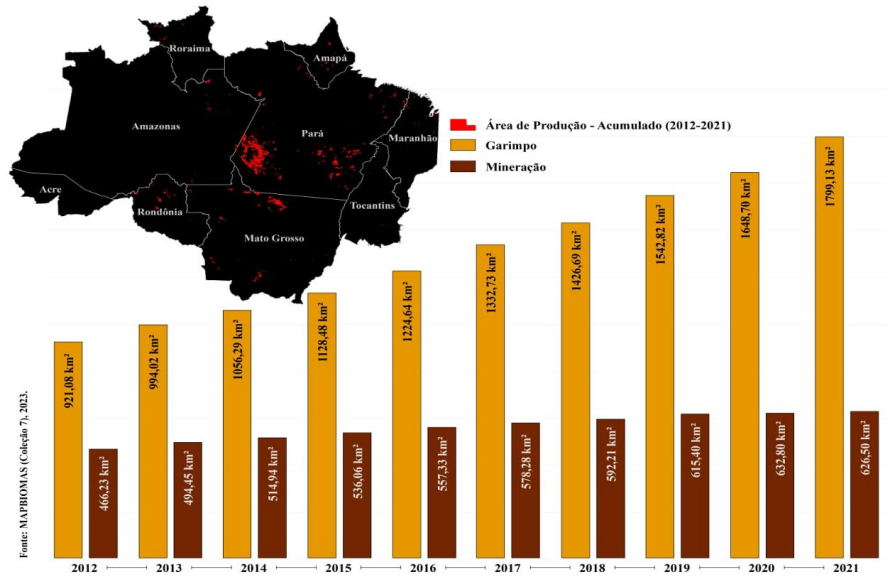 Roraima
Amapá
Amazonas
Pará
Maranhão
Acre
Rondônia
Tocantins
Mato Grosso
Área de Produção - Acumulado (2012-2021)
Garimpo
Mineração
921,08 km²
466,23 km²
994,02 km²
494,45 km²
1056,29 km²
514,94 km²
1128,48 km²
536,06 km²
1224,64 km²
557,33 km²
1332,73 km²
578,28 km²
1426,69 km²
592,21 km²
1542,82 km²
615,40 km²
1648,70 km²
632,80 km²
1799,13 km²
626,50 km²
2012
2013
2014
2015
2016
2017
2018
2019
2020
2021
Fonte: MAPBIOMAS (Coleção 7), 2023.